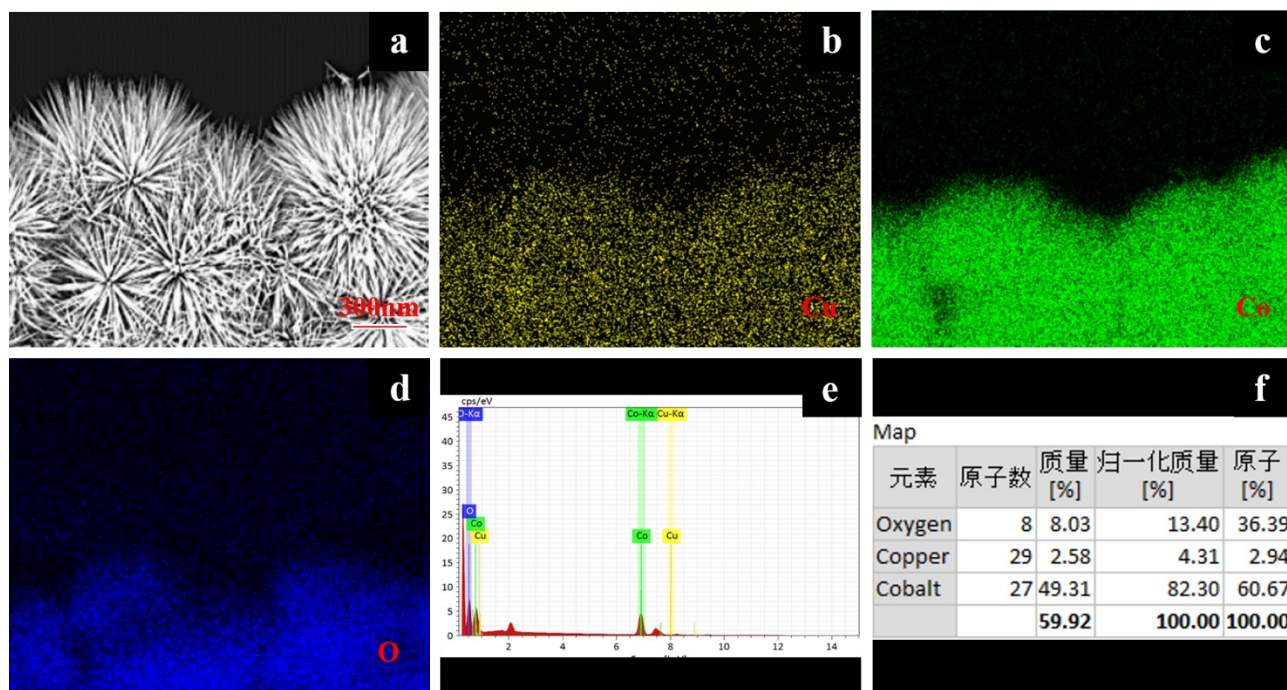 a
300nm
b
Cu
c
Co
d
O
e
cps/eV
45
40
35
30
25
20
15
10
5
0
O-Kα Co-Kα Cu-Kα
O
Co
Cu
Co
Cu
2 4 6 8 10 12 14
f
Map
元素 原子数 质量 [%] 归一化质量 [%] 原子 [%]
Oxygen 8 8.03 13.40 36.39
Copper 29 2.58 4.31 2.94
Cobalt 27 49.31 82.30 60.67
59.92 100.00 100.00